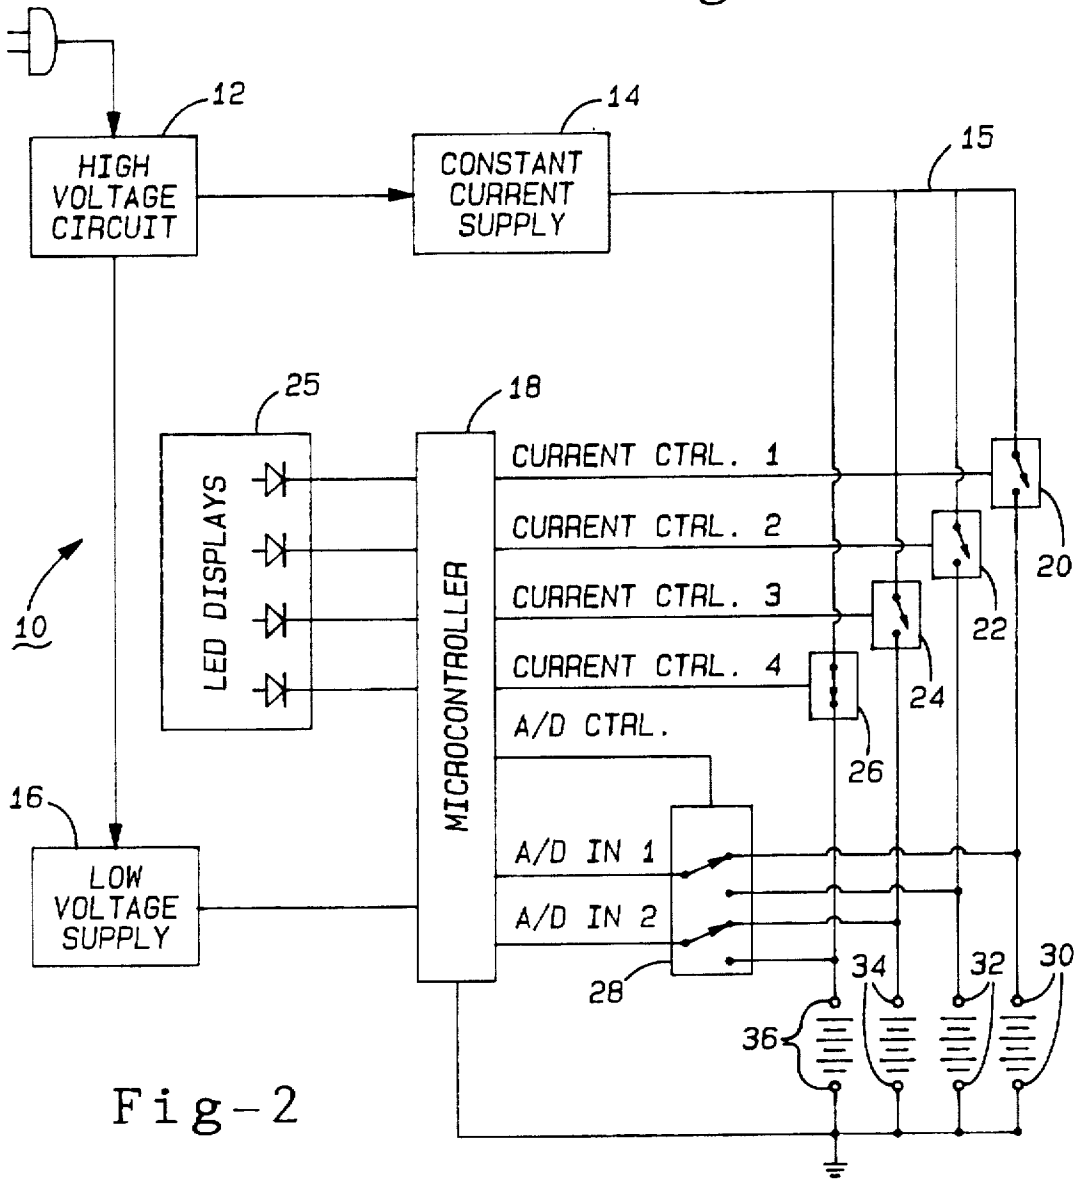 12
14
15
HIGH
VOLTAGE
CIRCUIT
CONSTANT
CURRENT
SUPPLY
25
18
CURRENT CTRL. 1
20
CURRENT CTRL. 2
22
CURRENT CTRL. 3
24
CURRENT CTRL. 4
26
LED DISPLAYS
MICROCONTROLLER
10
A/D CTRL.
16
A/D IN 1
A/D IN 2
LOW
VOLTAGE
SUPPLY
28
34
32
30
36
Fig-2